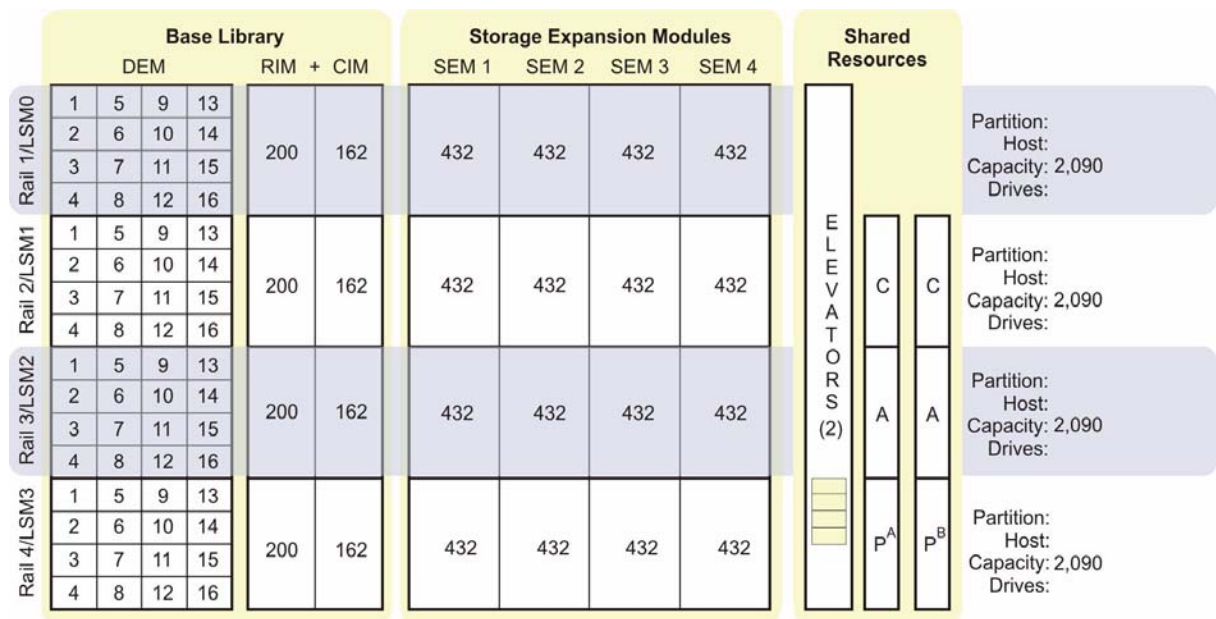 Base Library
Storage Expansion Modules
Shared Resources
DEM
RIM + CIM
SEM 1 SEM 2 SEM 3 SEM 4
Rail 1/LSM0
1 5 9 13
2 6 10 14
3 7 11 15
4 8 12 16
200 162 432 432 432 432
Partition:
Host:
Capacity: 2,090
Drives:
Rail 2/LSM1
1 5 9 13
2 6 10 14
3 7 11 15
4 8 12 16
200 162 432 432 432 432
Partition:
Host:
Capacity: 2,090
Drives:
Rail 3/LSM2
1 5 9 13
2 6 10 14
3 7 11 15
4 8 12 16
200 162 432 432 432 432
Partition:
Host:
Capacity: 2,090
Drives:
Rail 4/LSM3
1 5 9 13
2 6 10 14
3 7 11 15
4 8 12 16
200 162 432 432 432 432
Partition:
Host:
Capacity: 2,090
Drives:
ELEVATORS
(2)
C C
A A
P^A P^B